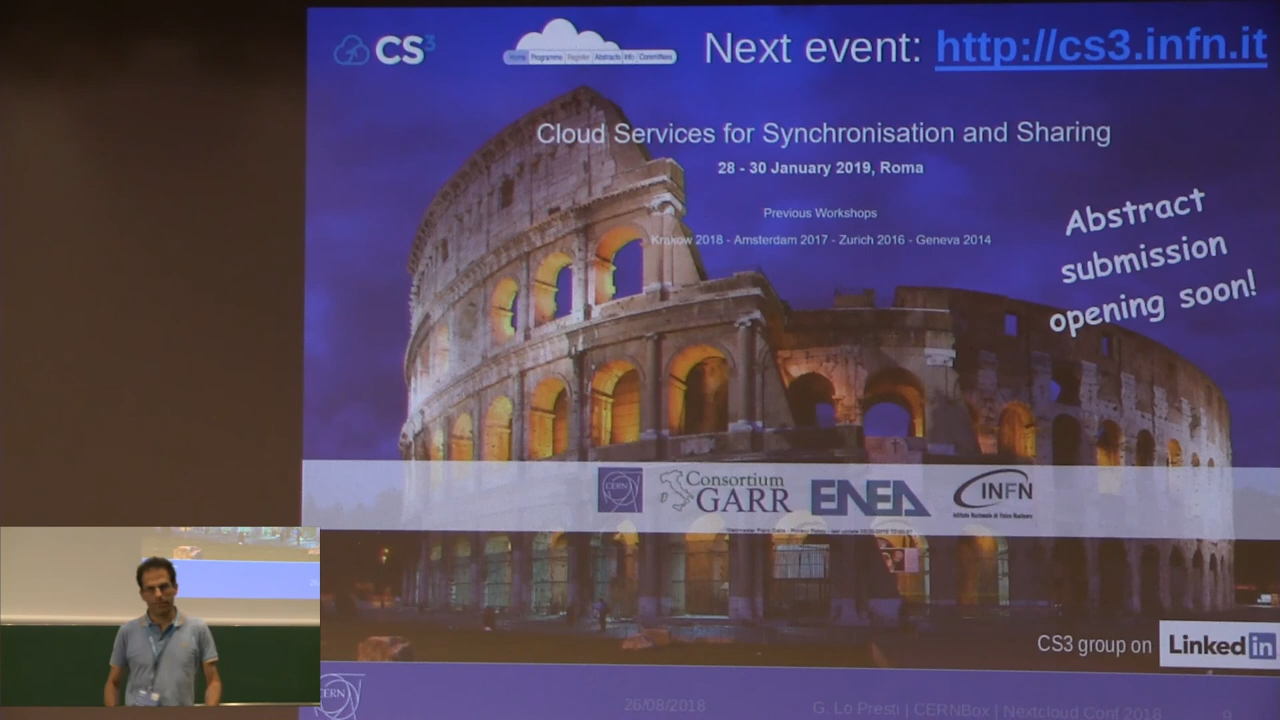 CS3
Home Programme Register Abstracts Info Committees
Next event: http://cs3.infn.it
Cloud Services for Synchronisation and Sharing
28 - 30 January 2019, Roma
Previous Workshops
Krakow 2018 - Amsterdam 2017 - Zurich 2016 - Geneva 2014
Abstract
submission
opening soon!
CERN
Consortium
GARR
ENEA
INFN
Istituto Nazionale di Fisica Nucleare
CS3 group on LinkedIn
CERN
26/08/2018
G. Lo Presti | CERNBox | Nextcloud Conf 2018
9